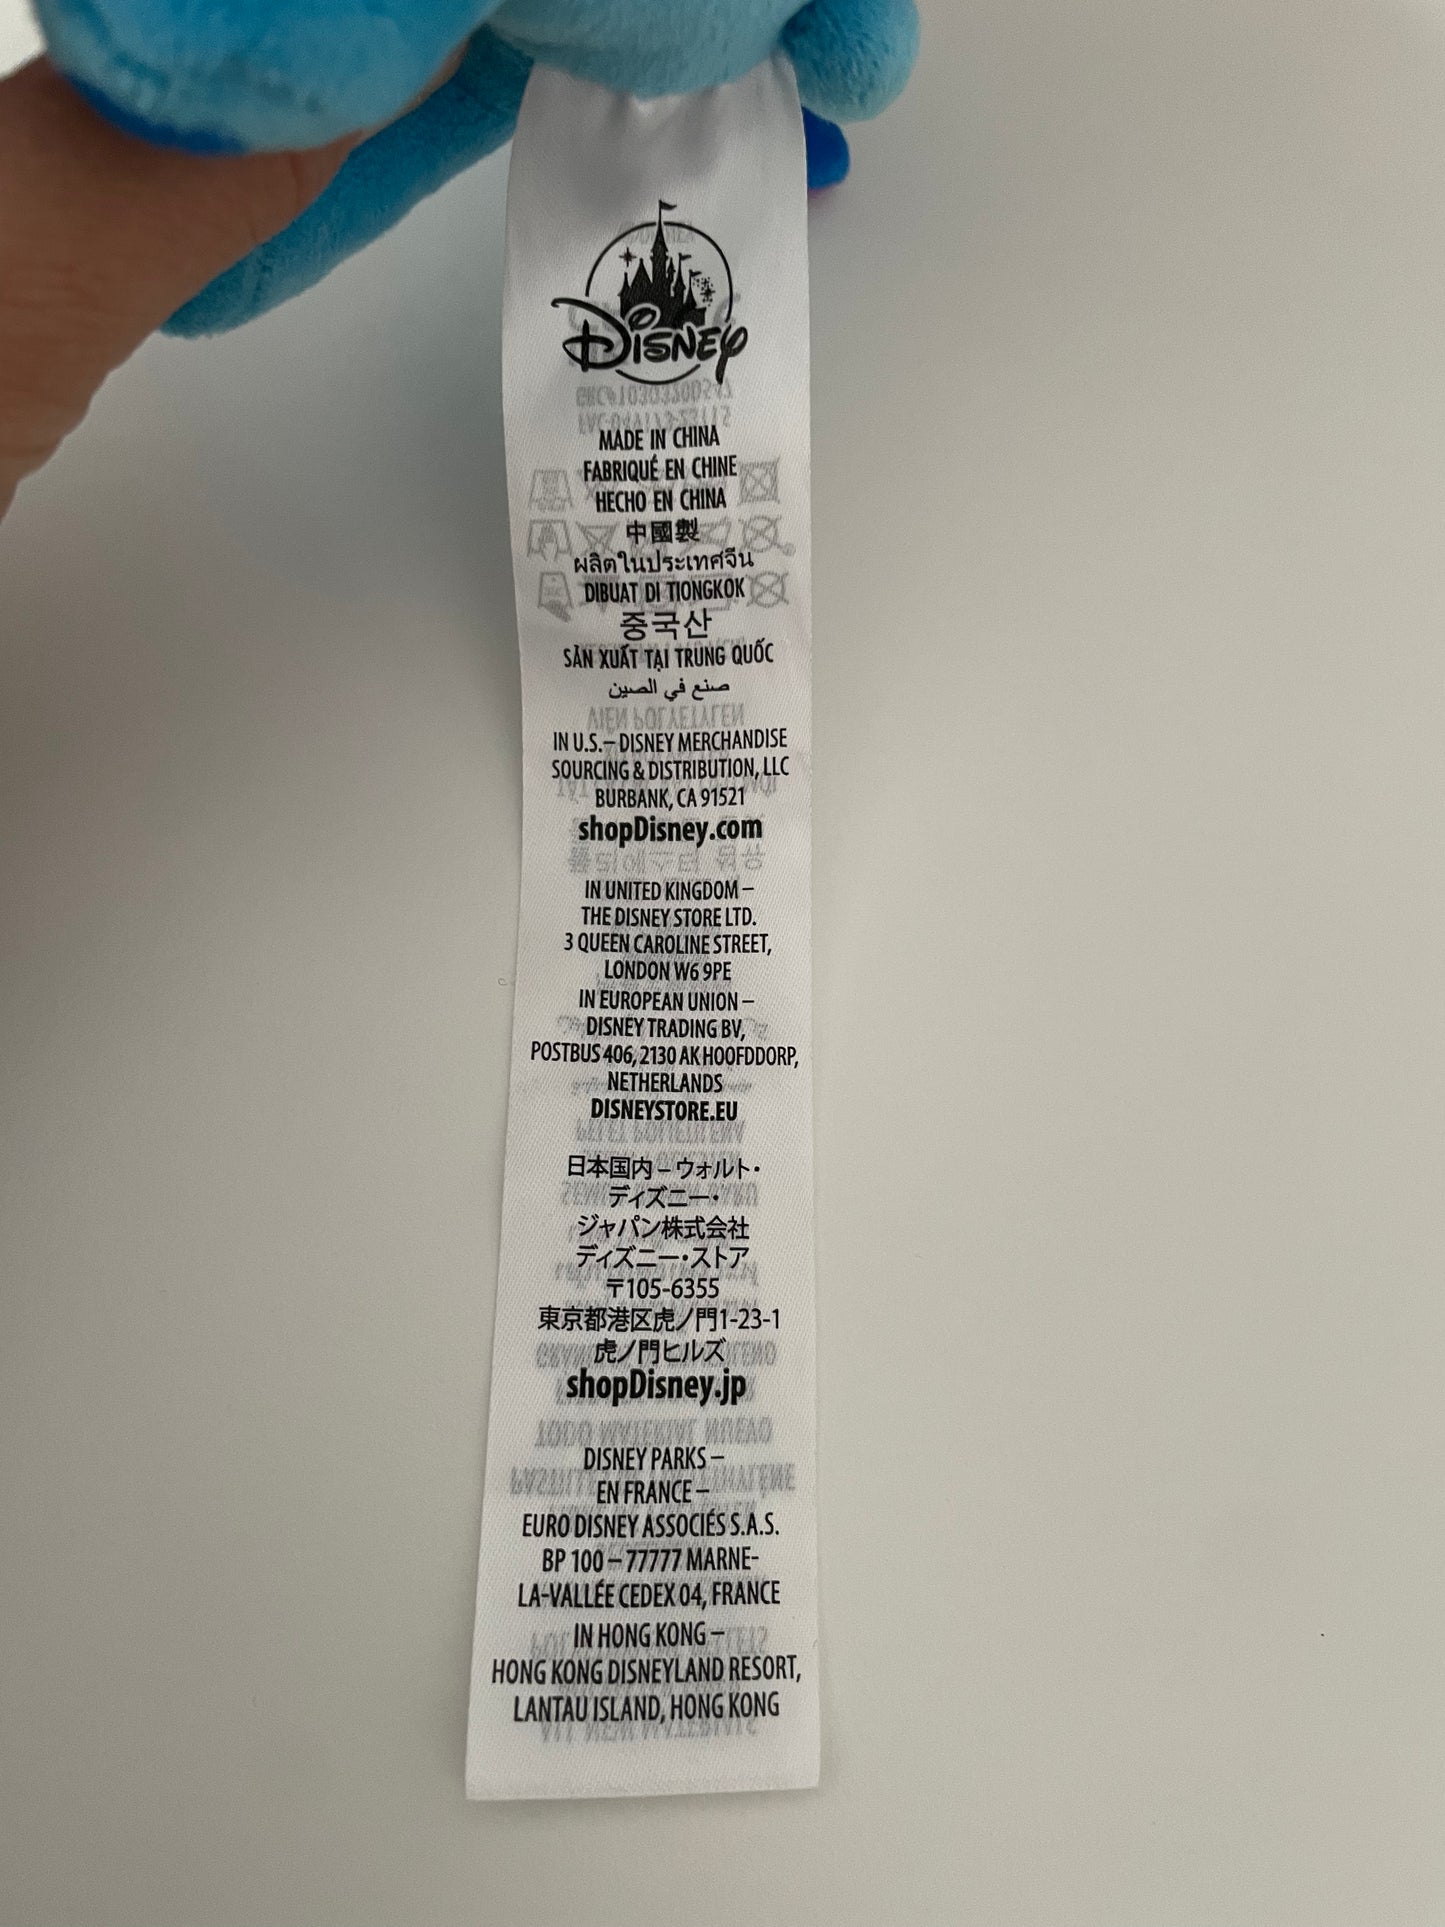 Disney
MADE IN CHINA
FABRIQUÉ EN CHINE
HECHO EN CHINA
中國製
ผลิตในประเทศจีน
DIBUAT DI TIONGKOK
중국산
SẢN XUẤT TẠI TRUNG QUỐC
صنع في الصين
IN U.S.– DISNEY MERCHANDISE
SOURCING & DISTRIBUTION, LLC
BURBANK, CA 91521
shopDisney.com
IN UNITED KINGDOM –
THE DISNEY STORE LTD.
3 QUEEN CAROLINE STREET,
LONDON W6 9PE
IN EUROPEAN UNION –
DISNEY TRADING BV,
POSTBUS 406, 2130 AK HOOFDDORP,
NETHERLANDS
DISNEYSTORE.EU
日本国内 – ウォルト・
ディズニー・
ジャパン株式会社
ディズニー・ストア
〒105-6355
東京都港区虎ノ門1-23-1
虎ノ門ヒルズ
shopDisney.jp
DISNEY PARKS –
EN FRANCE –
EURO DISNEY ASSOCIÉS S.A.S.
BP 100 – 77777 MARNE-
LA-VALLÉE CEDEX 04, FRANCE
IN HONG KONG –
HONG KONG DISNEYLAND RESORT,
LANTAU ISLAND, HONG KONG